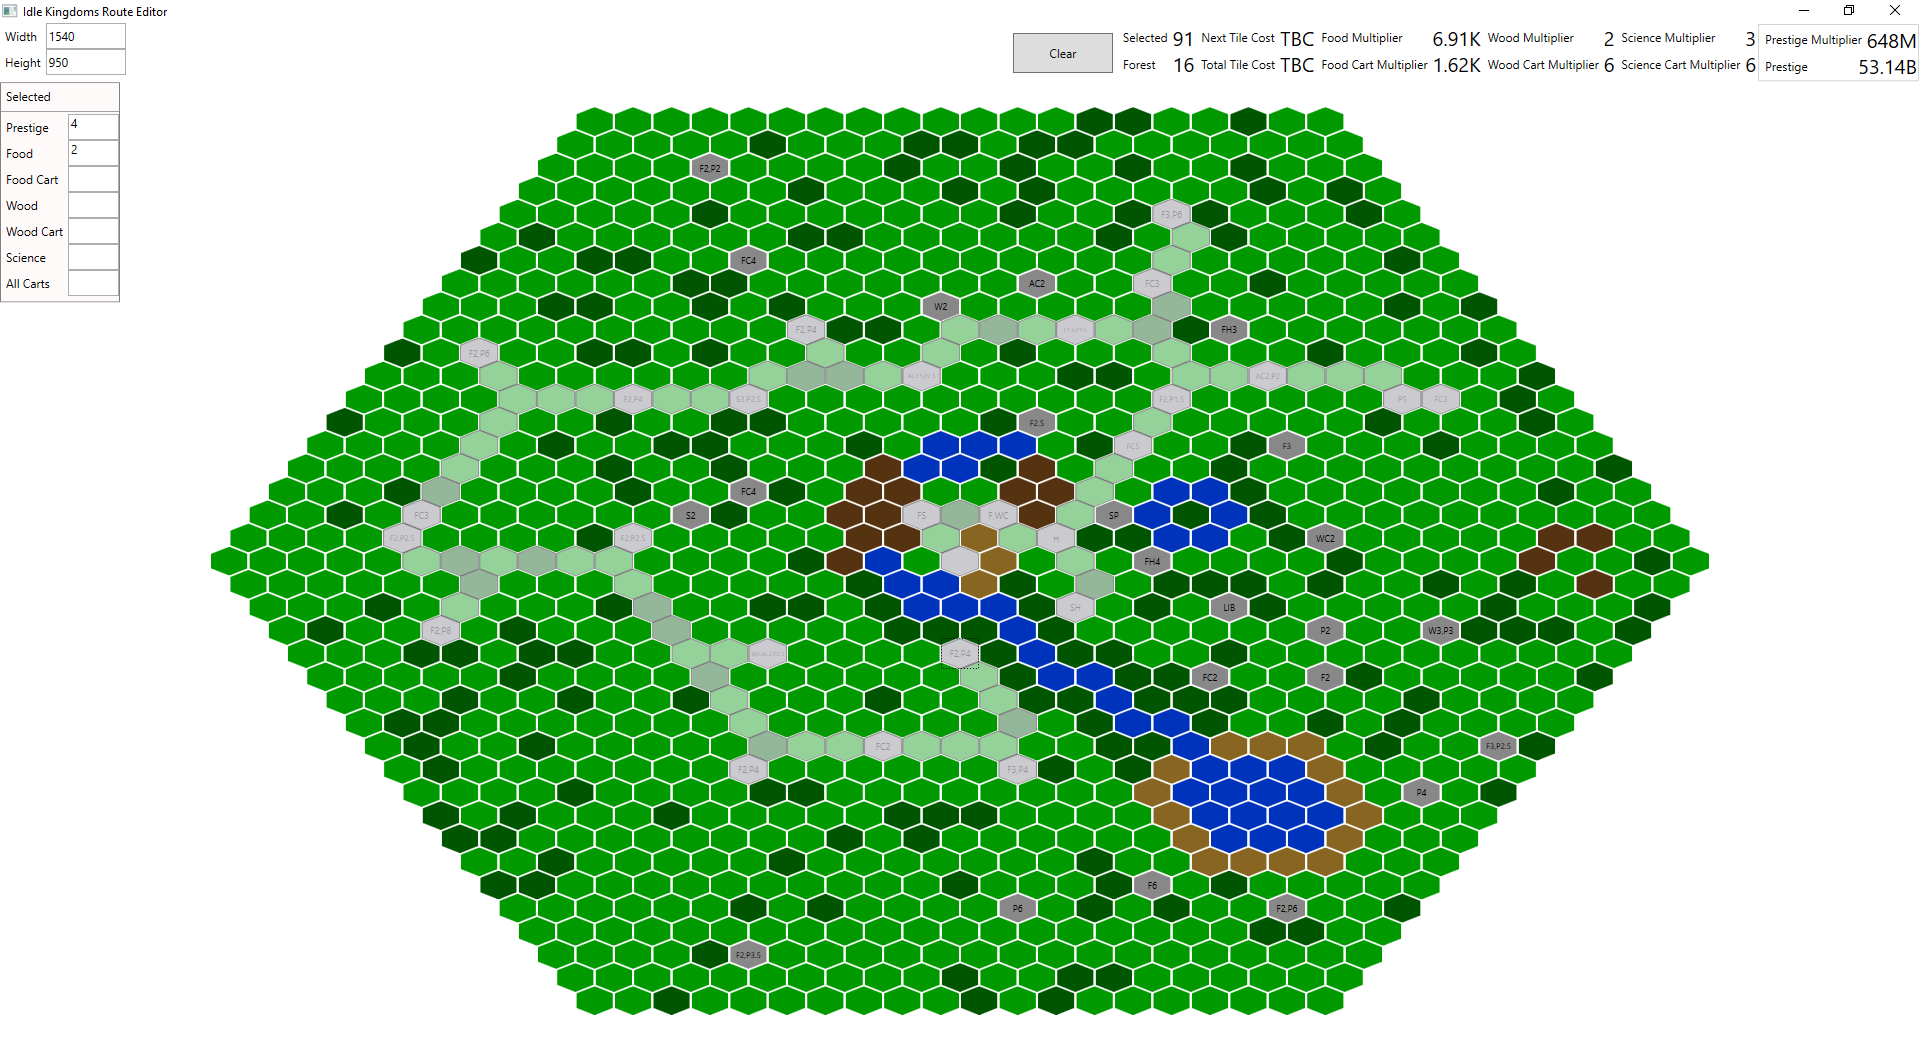 Idle Kingdoms Route Editor
Width 1540
Height 950
Clear
Selected 91 Next Tile Cost TBC Food Multiplier 6.91K Wood Multiplier 2 Science Multiplier 3 Prestige Multiplier 648M
Forest 16 Total Tile Cost TBC Food Cart Multiplier 1.62K Wood Cart Multiplier 6 Science Cart Multiplier 6 Prestige 53.14B
Selected
Prestige 4
Food 2
Food Cart
Wood
Wood Cart
Science
All Carts
F2,P2
F3,P6
FC4
AC2 FC3
W2
F2,P4 FH3
F2,P6
AC2,P2
F2,P4 S3,P2.5 F2,P1.5 P5 FC3
F2.5
FC5 F3
FC4
FC3 S2 FS F,WC SP
F2,P2.5 F2,P2.5 H WC2
FH4
SH LIB
F2,P8 P2 W3,P3
F2,P4
FC2 F2
FC2 F3,P2.5
F2,P4 F3,P4
P4
F6
P6 F2,P6
F2,P3.5